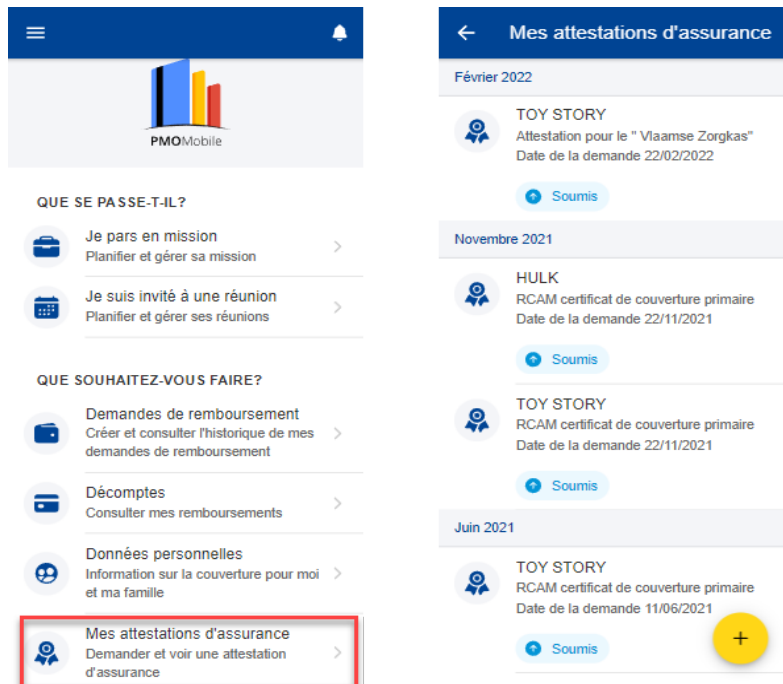 PMOMobile
QUE SE PASSE-T-IL?
Je pars en mission
Planifier et gérer sa mission
Je suis invité à une réunion
Planifier et gérer ses réunions
QUE SOUHAITEZ-VOUS FAIRE?
Demandes de remboursement
Créer et consulter l'historique de mes
demandes de remboursement
Décomptes
Consulter mes remboursements
Données personnelles
Information sur la couverture pour moi
et ma famille
Mes attestations d'assurance
Demander et voir une attestation
d'assurance
Mes attestations d'assurance
Février 2022
TOY STORY
Attestation pour le " Vlaamse Zorgkas"
Date de la demande 22/02/2022
Soumis
Novembre 2021
HULK
RCAM certificat de couverture primaire
Date de la demande 22/11/2021
Soumis
TOY STORY
RCAM certificat de couverture primaire
Date de la demande 22/11/2021
Soumis
Juin 2021
TOY STORY
RCAM certificat de couverture primaire
Date de la demande 11/06/2021
Soumis
+